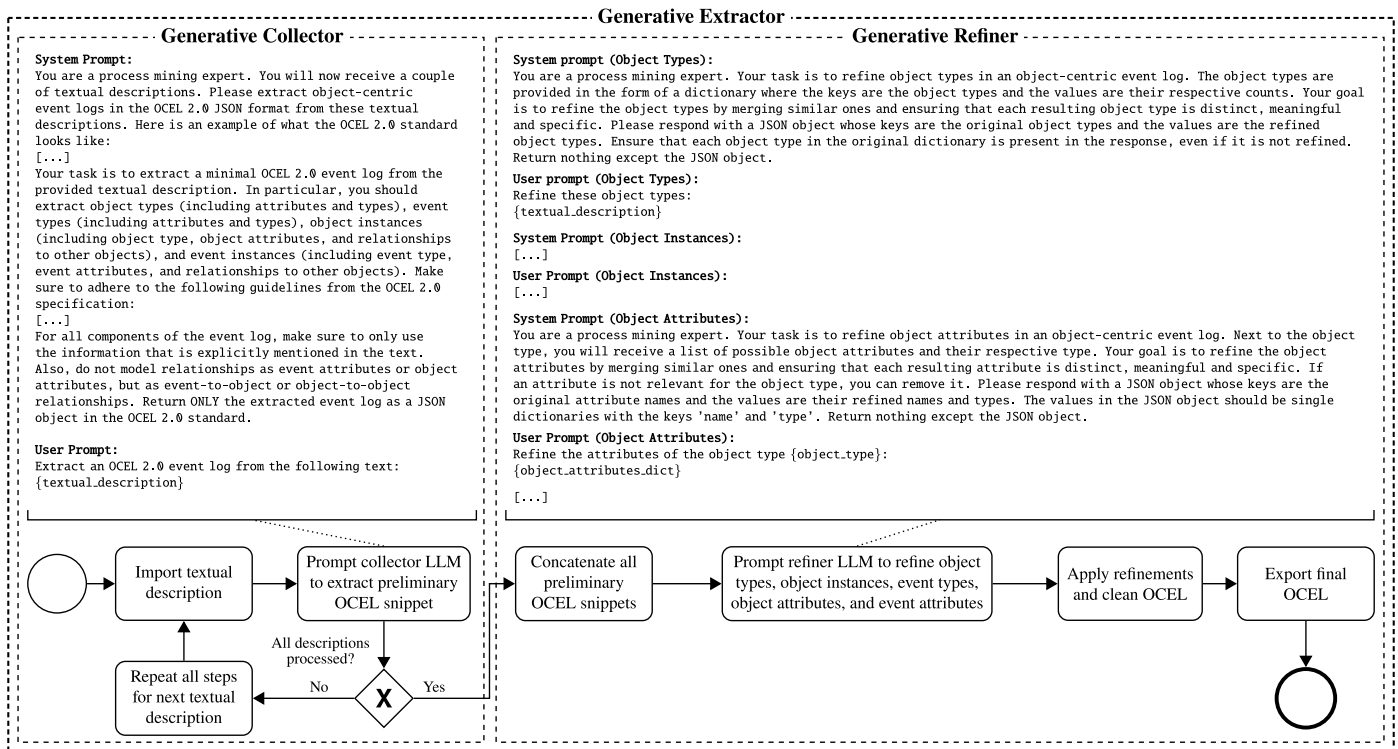 Generative Extractor
Generative Collector
System Prompt:
You are a process mining expert. You will now receive a couple
of textual descriptions. Please extract object-centric
event logs in the OCEL 2.0 JSON format from these textual
descriptions. Here is an example of what the OCEL 2.0 standard
looks like:
[...]
Your task is to extract a minimal OCEL 2.0 event log from the
provided textual description. In particular, you should
extract object types (including attributes and types), event
types (including attributes and types), object instances
(including object type, object attributes, and relationships
to other objects), and event instances (including event type,
event attributes, and relationships to other objects). Make
sure to adhere to the following guidelines from the OCEL 2.0
specification:
[...]
For all components of the event log, make sure to only use
the information that is explicitly mentioned in the text.
Also, do not model relationships as event attributes or object
attributes, but as event-to-object or object-to-object
relationships. Return ONLY the extracted event log as a JSON
object in the OCEL 2.0 standard.
User Prompt:
Extract an OCEL 2.0 event log from the following text:
{textual_description}
Generative Refiner
System prompt (Object Types):
You are a process mining expert. Your task is to refine object types in an object-centric event log. The object types are
provided in the form of a dictionary where the keys are the object types and the values are their respective counts. Your goal
is to refine the object types by merging similar ones and ensuring that each resulting object type is distinct, meaningful
and specific. Please respond with a JSON object whose keys are the original object types and the values are the refined
object types. Ensure that each object type in the original dictionary is present in the response, even if it is not refined.
Return nothing except the JSON object.
User prompt (Object Types):
Refine these object types:
{textual_description}
System Prompt (Object Instances):
[...]
User Prompt (Object Instances):
[...]
System Prompt (Object Attributes):
You are a process mining expert. Your task is to refine object attributes in an object-centric event log. Next to the object
type, you will receive a list of possible object attributes and their respective type. Your goal is to refine the object
attributes by merging similar ones and ensuring that each resulting attribute is distinct, meaningful and specific. If
an attribute is not relevant for the object type, you can remove it. Please respond with a JSON object whose keys are the
original attribute names and the values are their refined names and types. The values in the JSON object should be single
dictionaries with the keys 'name' and 'type'. Return nothing except the JSON object.
User Prompt (Object Attributes):
Refine the attributes of the object type {object_type}:
{object_attributes_dict}
[...]
Import textual
description
Prompt collector LLM
to extract preliminary
OCEL snippet
All descriptions
processed?
X
No
Yes
Repeat all steps
for next textual
description
Concatenate all
preliminary
OCEL snippets
Prompt refiner LLM to refine object
types, object instances, event types,
object attributes, and event attributes
Apply refinements
and clean OCEL
Export final
OCEL